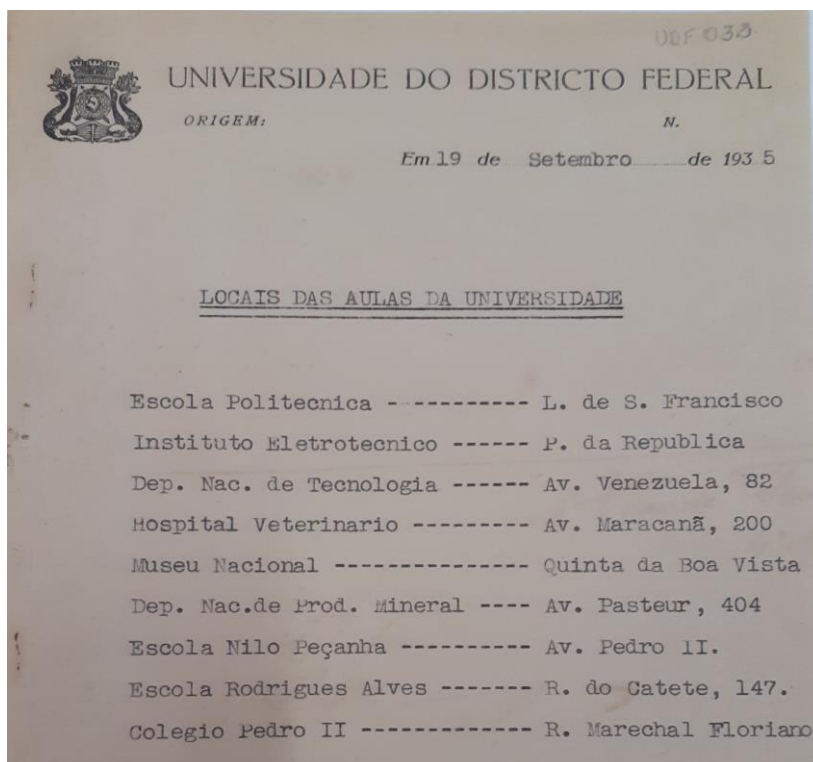 UDF 033
UNIVERSIDADE DO DISTRICTO FEDERAL
ORIGEM: N.
Em 19 de Setembro de 193 5
LOCAIS DAS AULAS DA UNIVERSIDADE
Escola Politecnica - --------- L. de S. Francisco
Instituto Eletrotecnico ------ P. da Republica
Dep. Nac. de Tecnologia ------ Av. Venezuela, 82
Hospital Veterinario --------- Av. Maracanã, 200
Museu Nacional --------------- Quinta da Boa Vista
Dep. Nac.de Prod. Mineral ---- Av. Pasteur, 404
Escola Nilo Peçanha ---------- Av. Pedro II.
Escola Rodrigues Alves ------- R. do Catete, 147.
Colegio Pedro II ------------- R. Marechal Floriano